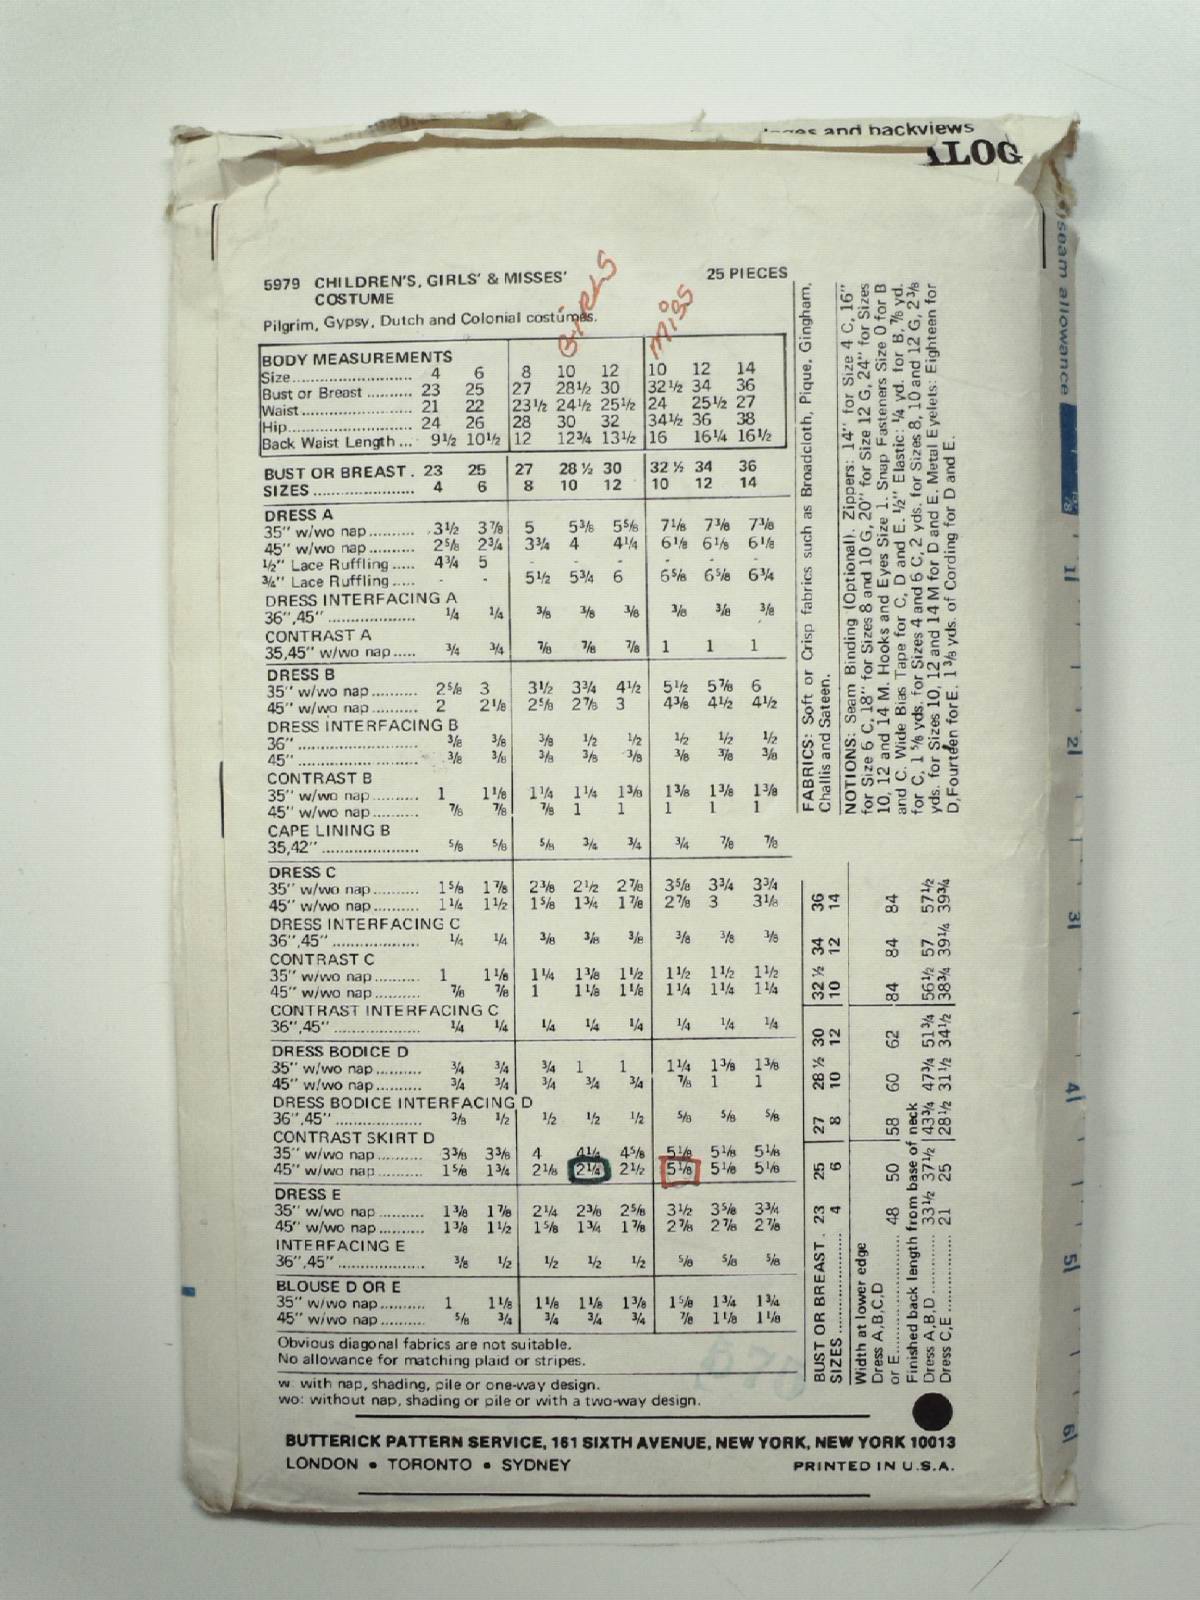 and backviews
ALOG
seam allowance
5979 CHILDREN'S, GIRLS' & MISSES'
COSTUME
25 PIECES
Pilgrim, Gypsy, Dutch and Colonial costumes.
GIRLS
MISS
BODY MEASUREMENTS
Size............................ 4 6 8 10 12 10 12 14
Bust or Breast .......... 23 25 27 28½ 30 32½ 34 36
Waist ......................... 21 22 23½ 24½ 25½ 24 25½ 27
Hip............................. 24 26 28 30 32 34½ 36 38
Back Waist Length ... 9½ 10½ 12 12¾ 13½ 16 16¼ 16½
BUST OR BREAST . 23 25 27 28 ½ 30 32 ½ 34 36
SIZES ....................... 4 6 8 10 12 10 12 14
DRESS A
35" w/wo nap.......... 3½ 3⅞ 5 5⅜ 5⅝ 7⅛ 7⅜ 7⅜
45" w/wo nap.......... 2⅝ 2¾ 3¾ 4 4¼ 6⅛ 6⅛ 6⅛
½" Lace Ruffling ..... 4¾ 5 - - - - - -
¾" Lace Ruffling ..... - - 5½ 5¾ 6 6⅝ 6⅝ 6¾
DRESS INTERFACING A
36",45" .................... ¼ ¼ ⅜ ⅜ ⅜ ⅜ ⅜ ⅜
CONTRAST A
35,45" w/wo nap..... ¾ ¾ ⅞ ⅞ ⅞ 1 1 1
DRESS B
35" w/wo nap.......... 2⅝ 3 3½ 3¾ 4½ 5½ 5⅞ 6
45" w/wo nap.......... 2 2⅛ 2⅝ 2⅞ 3 4⅜ 4½ 4½
DRESS INTERFACING B
36" ........................... ⅜ ⅜ ⅜ ½ ½ ½ ½ ½
45" ........................... ⅜ ⅜ ⅜ ⅜ ⅜ ⅜ ⅜ ⅜
CONTRAST B
35" w/wo nap.......... 1 1⅛ 1¼ 1¼ 1⅜ 1⅜ 1⅜ 1⅜
45" w/wo nap.......... ⅞ ⅞ ⅞ 1 1 1 1 1
CAPE LINING B
35,42" ...................... ⅝ ⅝ ⅝ ¾ ¾ ¾ ⅞ ⅞
DRESS C
35" w/wo nap.......... 1⅝ 1⅞ 2⅜ 2½ 2⅞ 3⅝ 3¾ 3¾
45" w/wo nap.......... 1¼ 1½ 1⅝ 1¾ 1⅞ 2⅞ 3 3⅛
DRESS INTERFACING C
36",45" .................... ¼ ¼ ⅜ ⅜ ⅜ ⅜ ⅜ ⅜
CONTRAST C
35" w/wo nap.......... 1 1⅛ 1¼ 1⅜ 1½ 1½ 1½ 1½
45" w/wo nap.......... ⅞ ⅞ 1 1⅛ 1⅛ 1¼ 1¼ 1¼
CONTRAST INTERFACING C
36",45" .................... ¼ ¼ ¼ ¼ ¼ ¼ ¼ ¼
DRESS BODICE D
35" w/wo nap.......... ¾ ¾ ¾ 1 1 1¼ 1⅜ 1⅜
45" w/wo nap.......... ¾ ¾ ¾ ¾ ¾ ⅞ 1 1
DRESS BODICE INTERFACING D
36",45" .................... ⅜ ½ ½ ½ ½ ⅝ ⅝ ⅝
CONTRAST SKIRT D
35" w/wo nap.......... 3⅜ 3⅜ 4 4¼ 4⅝ 5⅛ 5⅛ 5⅛
45" w/wo nap.......... 1⅝ 1¾ 2⅛ 2¼ 2½ 5⅛ 5⅛ 5⅛
DRESS E
35" w/wo nap.......... 1⅜ 1⅞ 2¼ 2⅜ 2⅝ 3½ 3⅝ 3¾
45" w/wo nap.......... 1⅜ 1½ 1⅝ 1¾ 1⅞ 2⅞ 2⅞ 2⅞
INTERFACING E
36",45" .................... ⅜ ½ ½ ½ ½ ⅝ ⅝ ⅝
BLOUSE D OR E
35" w/wo nap.......... 1 1⅛ 1⅛ 1⅛ 1⅜ 1⅝ 1¾ 1¾
45" w/wo nap.......... ⅝ ¾ ¾ ¾ ¾ ⅞ 1⅛ 1⅛
Obvious diagonal fabrics are not suitable.
No allowance for matching plaid or stripes.
w: with nap, shading, pile or one-way design.
wo: without nap, shading or pile or with a two-way design.
FABRICS: Soft or Crisp fabrics such as Broadcloth, Pique, Gingham,
Challis and Sateen.
NOTIONS: Seam Binding (Optional). Zippers: 14" for Size 4 C, 16"
for Size 6 C, 18" for Sizes 8 and 10 G, 20" for Size 12 G, 24" for Sizes
10, 12 and 14 M. Hooks and Eyes Size 1. Snap Fasteners Size 0 for B
and C. Wide Bias Tape for C, D and E. ½" Elastic: ¼ yd. for B, ⅞ yd.
for C, 1 ⅝ yds. for Sizes 4 and 6 C, 2 yds. for Sizes 8, 10 and 12 G, 2 ⅜
yds. for Sizes 10, 12 and 14 M for D and E. Metal Eyelets: Eighteen for
D, Fourteen for E. 1 ⅜ yds. of Cording for D and E.
BUST OR BREAST . 23 25 27 28 ½ 30 32 ½ 34 36
SIZES ....................... 4 6 8 10 12 10 12 14
Width at lower edge
Dress A,B,C,D
or E........................... 48 50 58 60 62 84 84 84
Finished back length from base of neck
Dress A,B,D ............. 33½ 37½ 43¾ 47¾ 51¾ 56½ 57 57½
Dress C,E ................. 21 25 28½ 31½ 34½ 38¾ 39¼ 39¾
1
2
3
4
5
6
BUTTERICK PATTERN SERVICE, 161 SIXTH AVENUE, NEW YORK, NEW YORK 10013
LONDON • TORONTO • SYDNEY
PRINTED IN U.S.A.